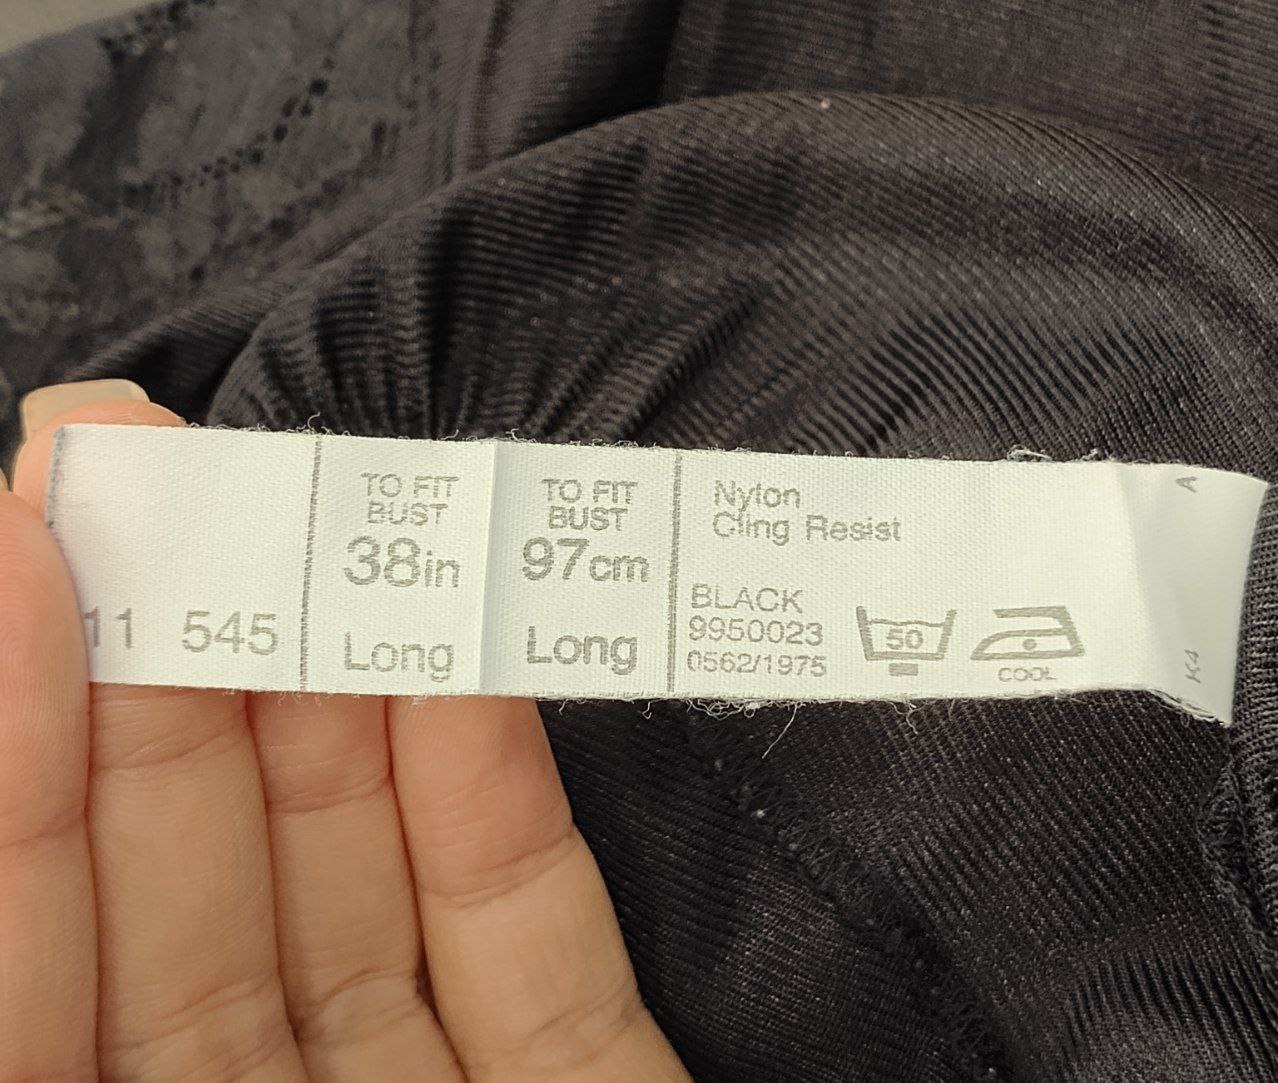 11 545
TO FIT
BUST
38in
Long
TO FIT
BUST
97cm
Long
Nylon
Cling Resist
BLACK
9950023
0562/1975
50
COOL
A
K4